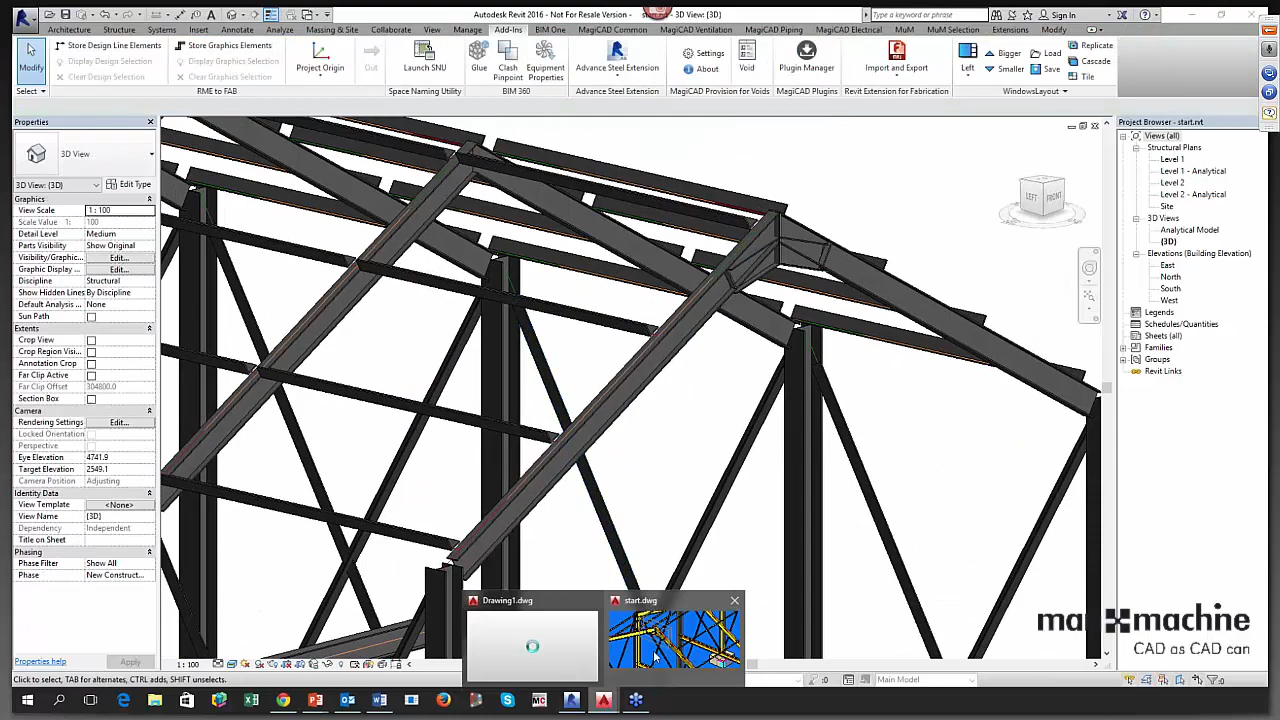 Autodesk Revit 2016 - Not For Resale Version - start.rvt - 3D View: {3D}
Type a keyword or phrase
Sign In
Architecture Structure Systems Insert Annotate Analyze Massing & Site Collaborate View Manage Add-Ins BIM One MagiCAD Common MagiCAD Ventilation MagiCAD Piping MagiCAD Electrical MuM MuM Selection Extensions Modify
Modify
Store Design Line Elements
Display Design Selection
Clear Design Selection
Store Graphics Elements
Display Graphics Selection
Clear Graphics Selection
Project Origin
Out
Launch SNU
Glue
Clash Pinpoint
Equipment Properties
Advance Steel Extension
Settings
About
Void
Plugin Manager
Import and Export
Left
Bigger
Smaller
Load
Save
Replicate
Cascade
Tile
Select
RME to FAB
Space Naming Utility
BIM 360
Advance Steel Extension
MagiCAD Provision for Voids
MagiCAD Plugins
Revit Extension for Fabrication
WindowsLayout
Properties
3D View
3D View: {3D}
Edit Type
Graphics
View Scale 1 : 100
Scale Value 1: 100
Detail Level Medium
Parts Visibility Show Original
Visibility/Graphic... Edit...
Graphic Display ... Edit...
Discipline Structural
Show Hidden Lines By Discipline
Default Analysis ... None
Sun Path
Extents
Crop View
Crop Region Visi...
Annotation Crop
Far Clip Active
Far Clip Offset 304800.0
Section Box
Camera
Rendering Settings Edit...
Locked Orientation
Perspective
Eye Elevation 4741.9
Target Elevation 2549.1
Camera Position Adjusting
Identity Data
View Template <None>
View Name {3D}
Dependency Independent
Title on Sheet
Phasing
Phase Filter Show All
Phase New Construct...
Properties help
Apply
FRONT
Project Browser - start.rvt
Views (all)
Structural Plans
Level 1
Level 1 - Analytical
Level 2
Level 2 - Analytical
Site
3D Views
Analytical Model
{3D}
Elevations (Building Elevation)
East
North
South
West
Legends
Schedules/Quantities
Sheets (all)
Families
Groups
Revit Links
Drawing1.dwg
start.dwg
machine
CAD as CAD can
1 : 100
Click to select, TAB for alternates, CTRL adds, SHIFT unselects.
:0
Main Model
:0